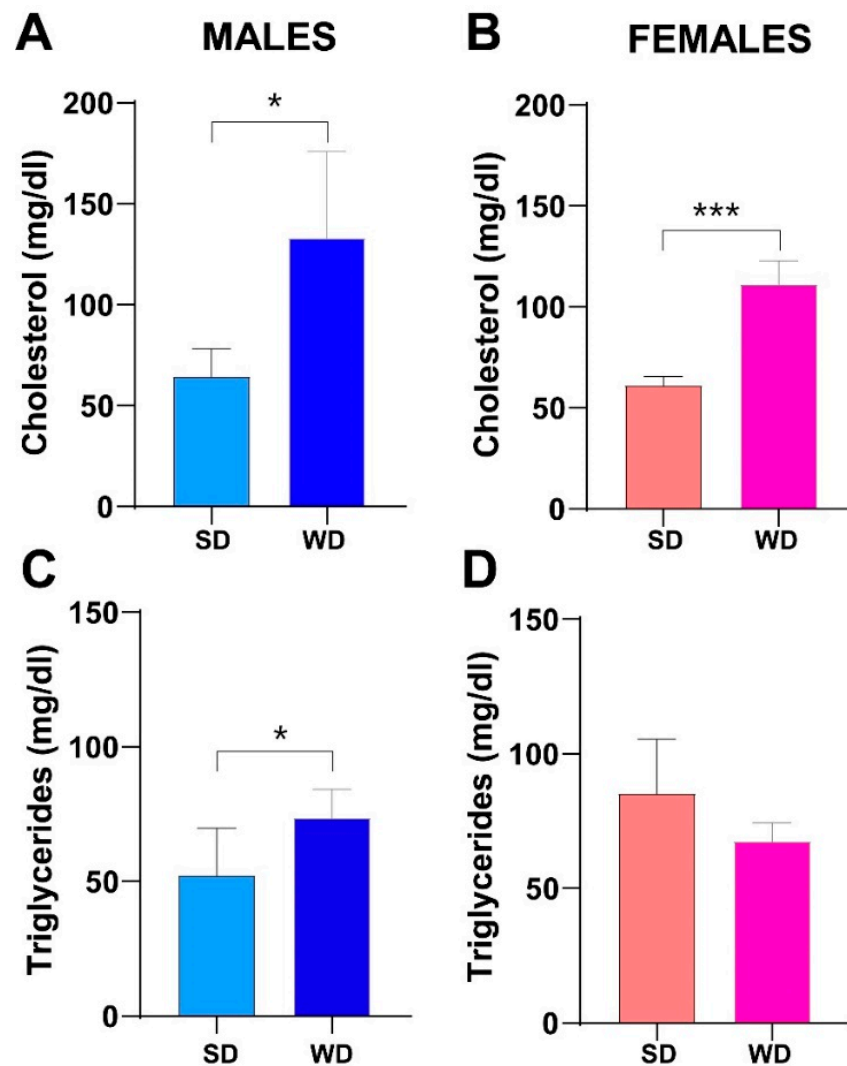 A MALES
B FEMALES
Cholesterol (mg/dl)
200
150
100
50
0
*
SD WD
Cholesterol (mg/dl)
200
150
100
50
0
***
SD WD
C
Triglycerides (mg/dl)
150
100
50
0
*
SD WD
D
Triglycerides (mg/dl)
150
100
50
0
SD WD